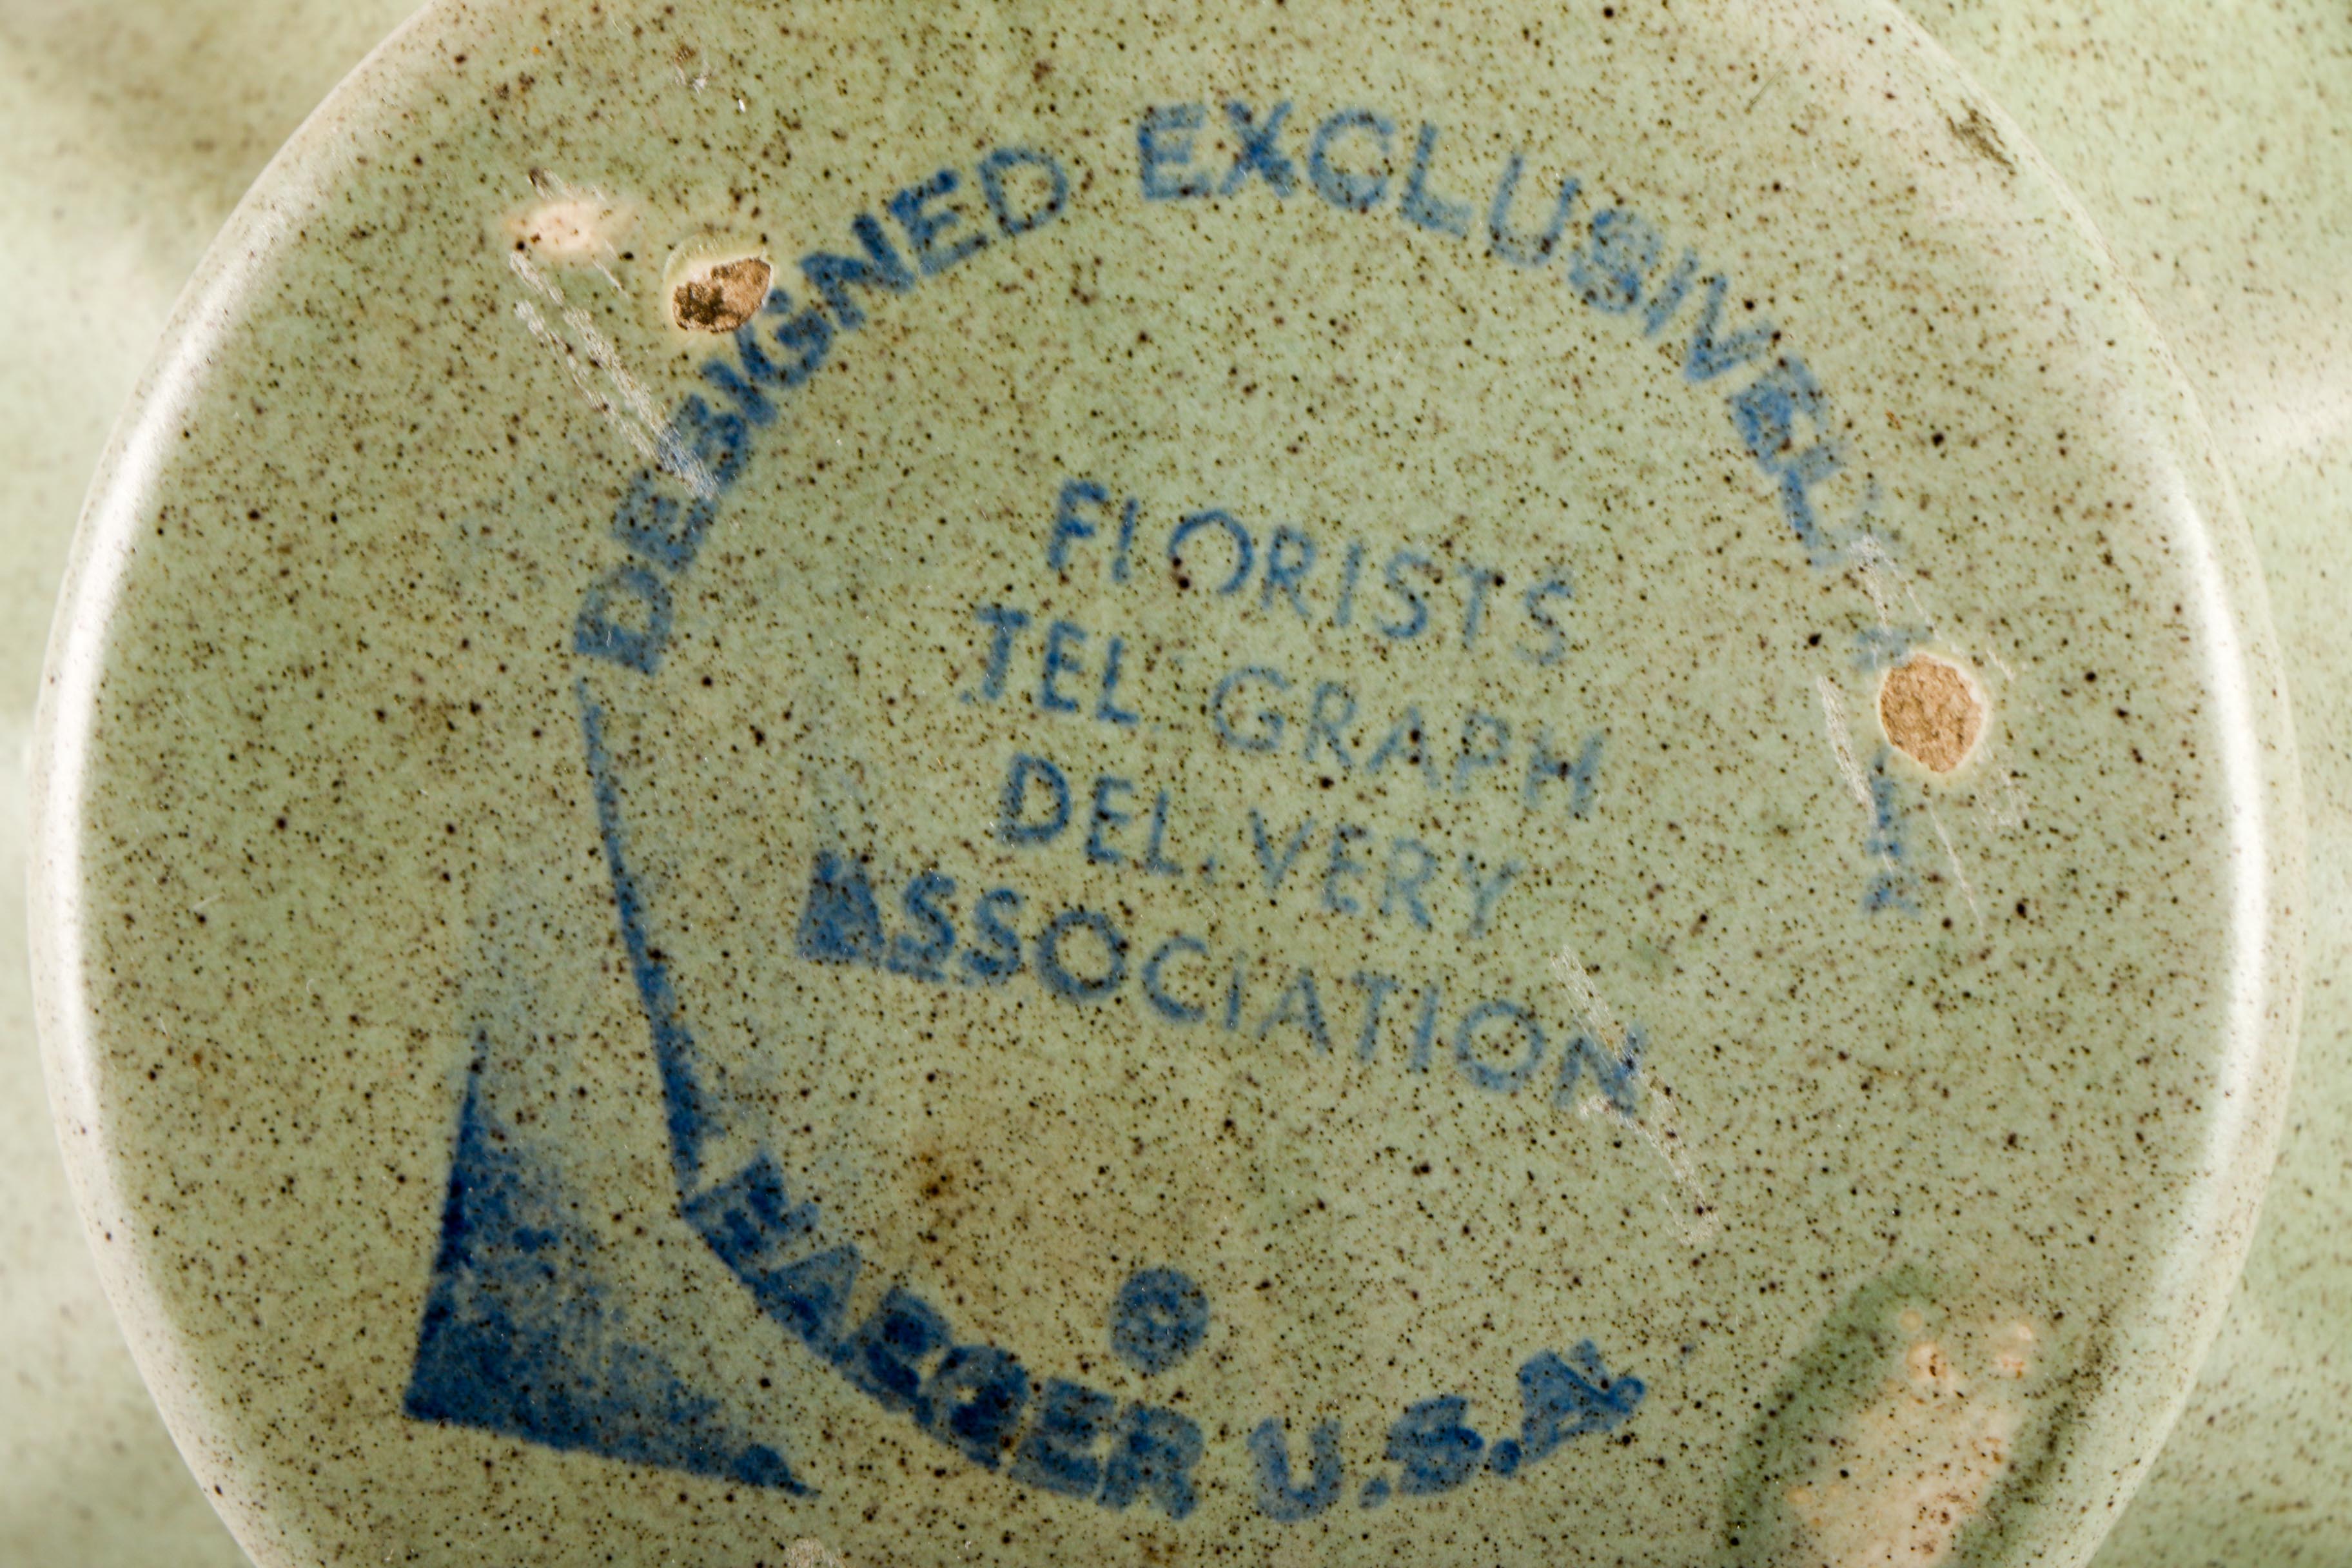 DESIGNED EXCLUSIVELY
FLORISTS
TELEGRAPH
DELIVERY
ASSOCIATION
©
HAEGER U.S.A.